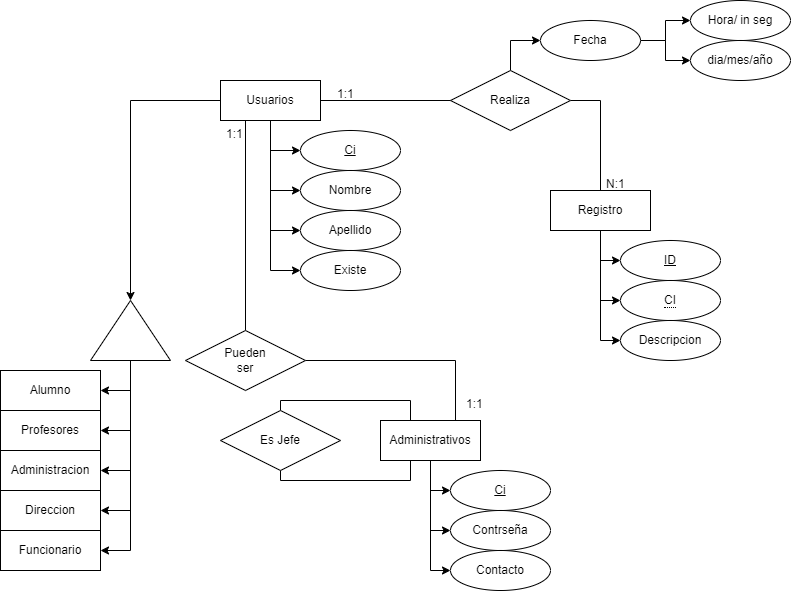 Hora/ in seg
Fecha
dia/mes/año
Usuarios
1:1
Realiza
1:1
Ci
Nombre
Apellido
Existe
N:1
Registro
ID
CI
Descripcion
Pueden
ser
Alumno
Profesores
Administracion
Direccion
Funcionario
1:1
Es Jefe
Administrativos
Ci
Contrseña
Contacto